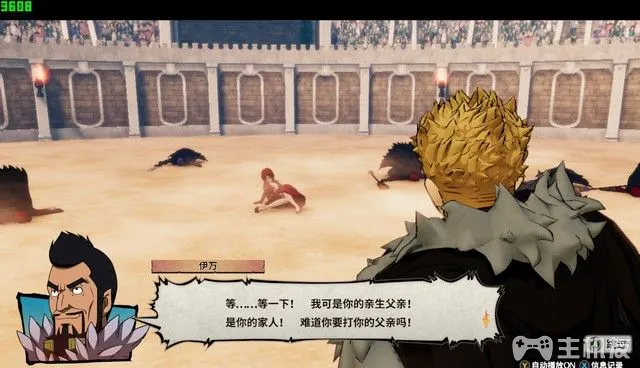 3608
伊万
等……等一下！ 我可是你的亲生父亲！
是你的家人！ 难道你要打你的父亲吗！
主机侠
Y 自动播放ON X 信息记录